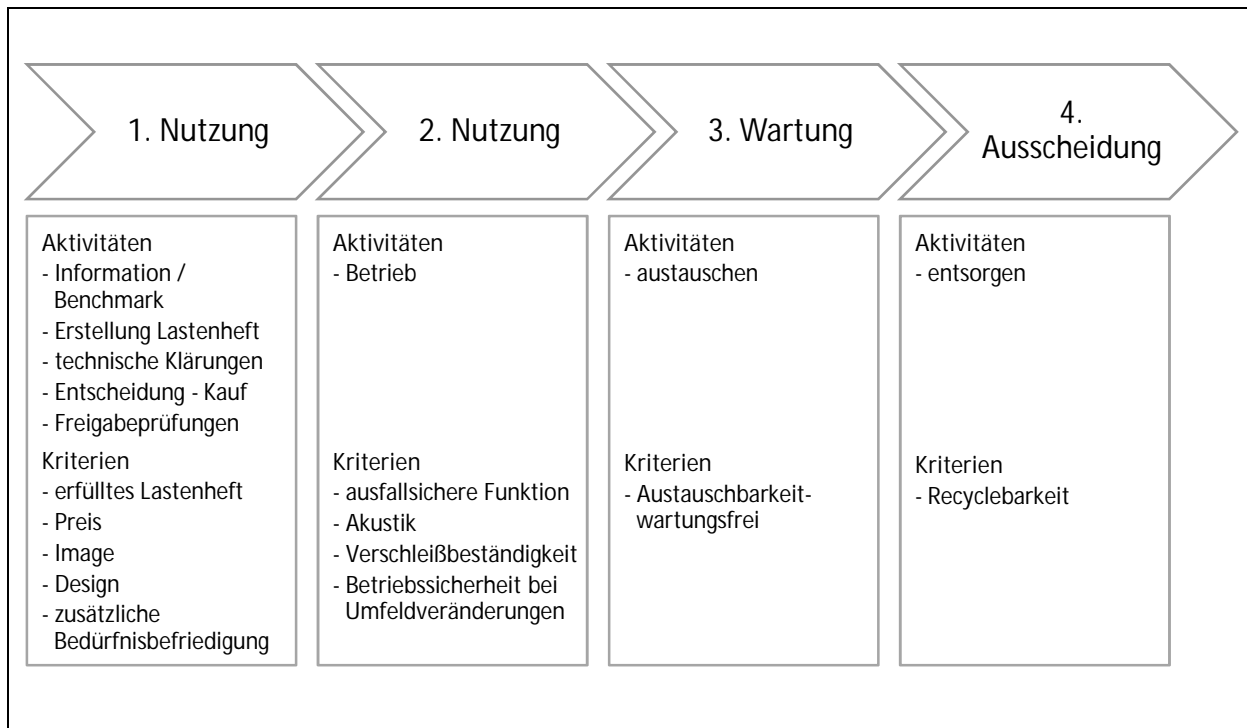 1. Nutzung
2. Nutzung
3. Wartung
4.
Ausscheidung
Aktivitäten
- Information /
Benchmark
- Erstellung Lastenheft
- technische Klärungen
- Entscheidung - Kauf
- Freigabeprüfungen
Kriterien
- erfülltes Lastenheft
- Preis
- Image
- Design
- zusätzliche
Bedürfnisbefriedigung
Aktivitäten
- Betrieb
Kriterien
- ausfallsichere Funktion
- Akustik
- Verschleißbeständigkeit
- Betriebssicherheit bei
Umfeldveränderungen
Aktivitäten
- austauschen
Kriterien
- Austauschbarkeit-
wartungsfrei
Aktivitäten
- entsorgen
Kriterien
- Recyclebarkeit